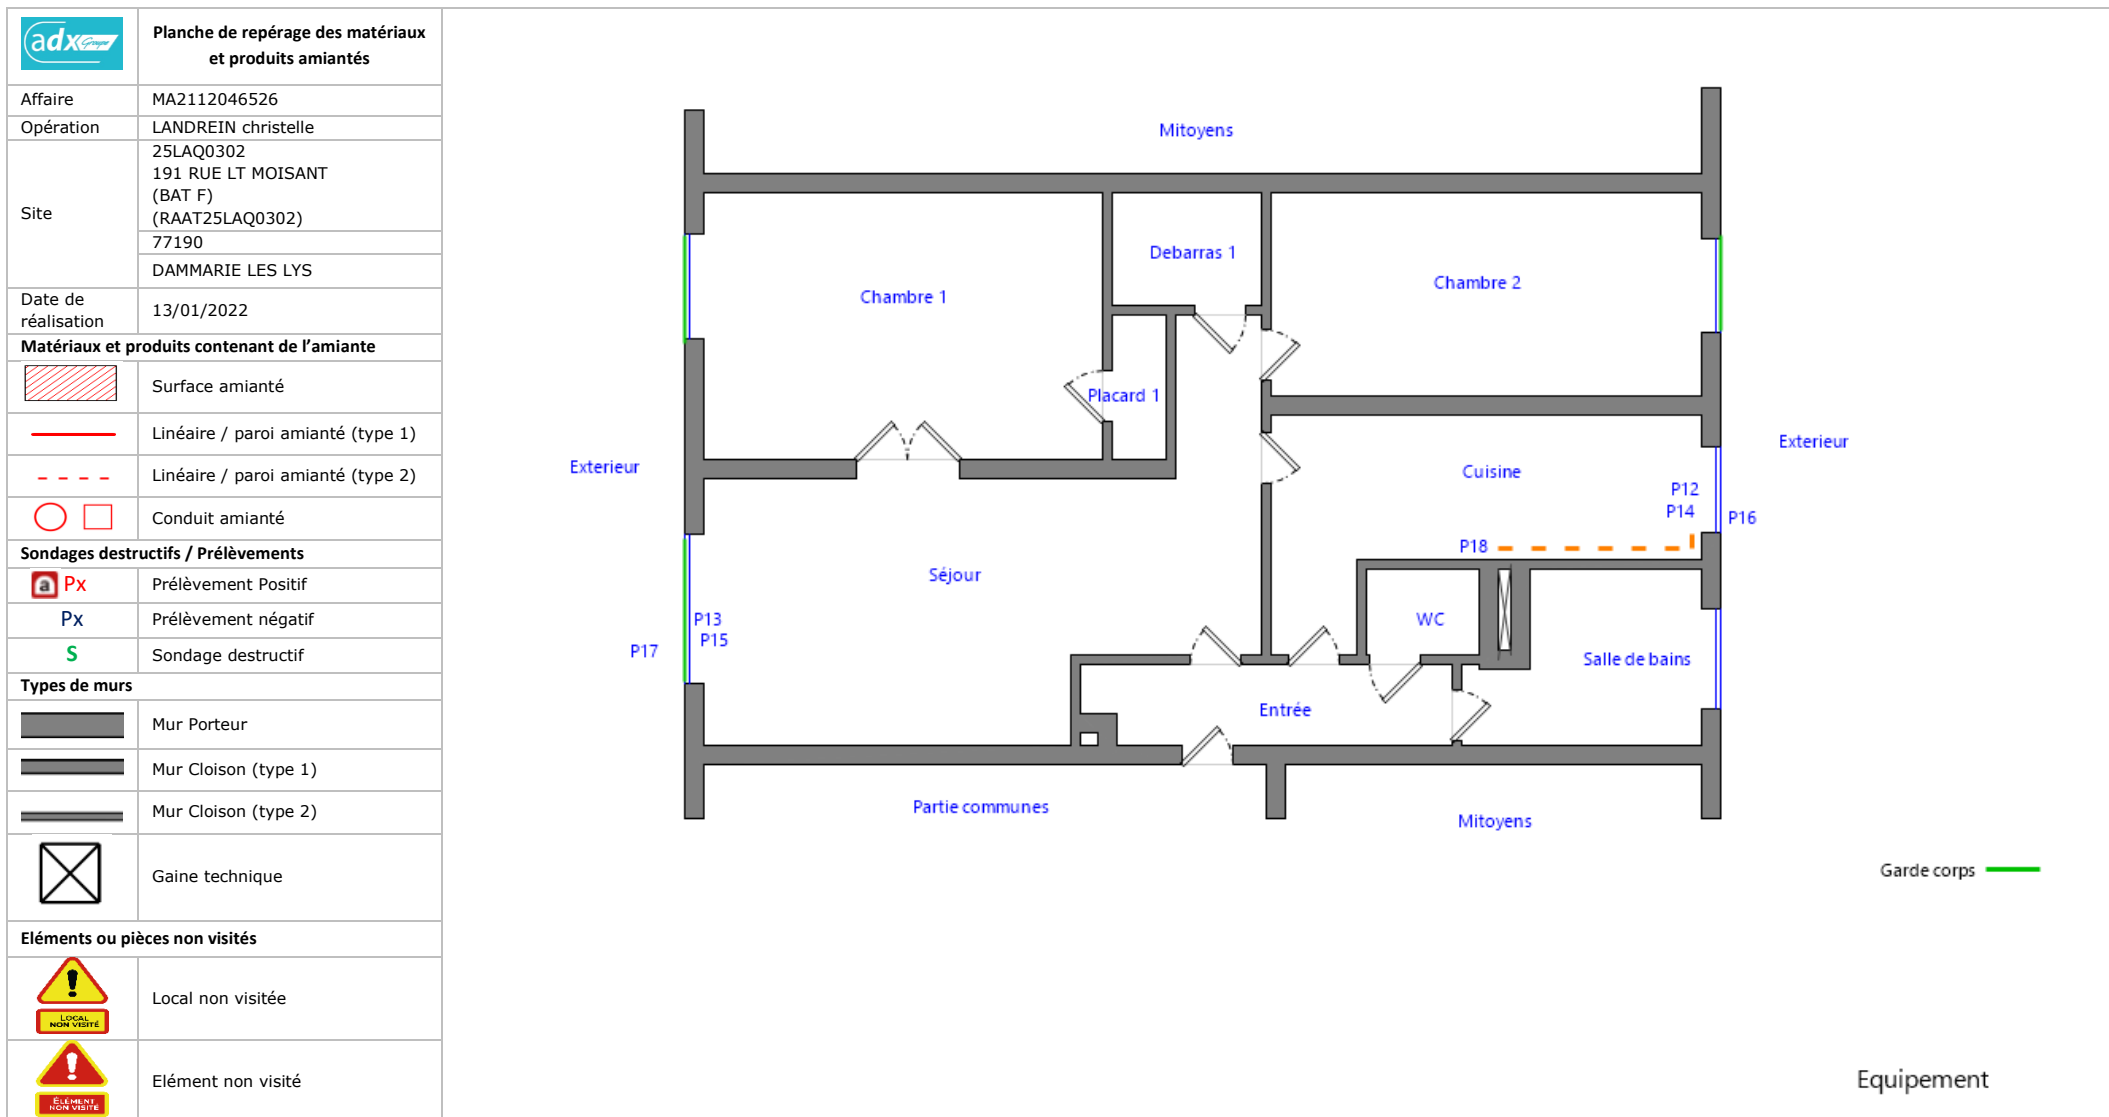 adx Groupe
Planche de repérage des matériaux
et produits amiantés
Affaire
MA2112046526
Opération
LANDREIN christelle
Site
25LAQ0302
191 RUE LT MOISANT
(BAT F)
(RAAT25LAQ0302)
77190
DAMMARIE LES LYS
Date de
réalisation
13/01/2022
Matériaux et produits contenant de l'amiante
Surface amianté
Linéaire / paroi amianté (type 1)
Linéaire / paroi amianté (type 2)
Conduit amianté
Sondages destructifs / Prélèvements
a Px
Prélèvement Positif
Px
Prélèvement négatif
S
Sondage destructif
Types de murs
Mur Porteur
Mur Cloison (type 1)
Mur Cloison (type 2)
Gaine technique
Eléments ou pièces non visités
LOCAL
NON VISITÉ
Local non visitée
ÉLÉMENT
NON VISITÉ
Elément non visité
Mitoyens
Debarras 1
Chambre 1
Chambre 2
Placard 1
Exterieur
Exterieur
Cuisine
P12
P14
P16
P18
Séjour
P13
P15
P17
WC
Salle de bains
Entrée
Partie communes
Mitoyens
Garde corps
Equipement